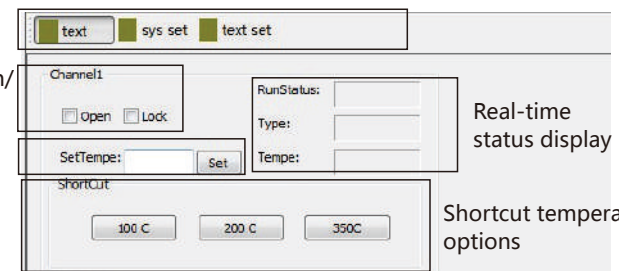 text sys set text set
Channel1
Open Lock
SetTempe: Set
RunStatus:
Type:
Tempe:
Real-time
status display
ShortCut
100 C 200 C 350C
Shortcut
options